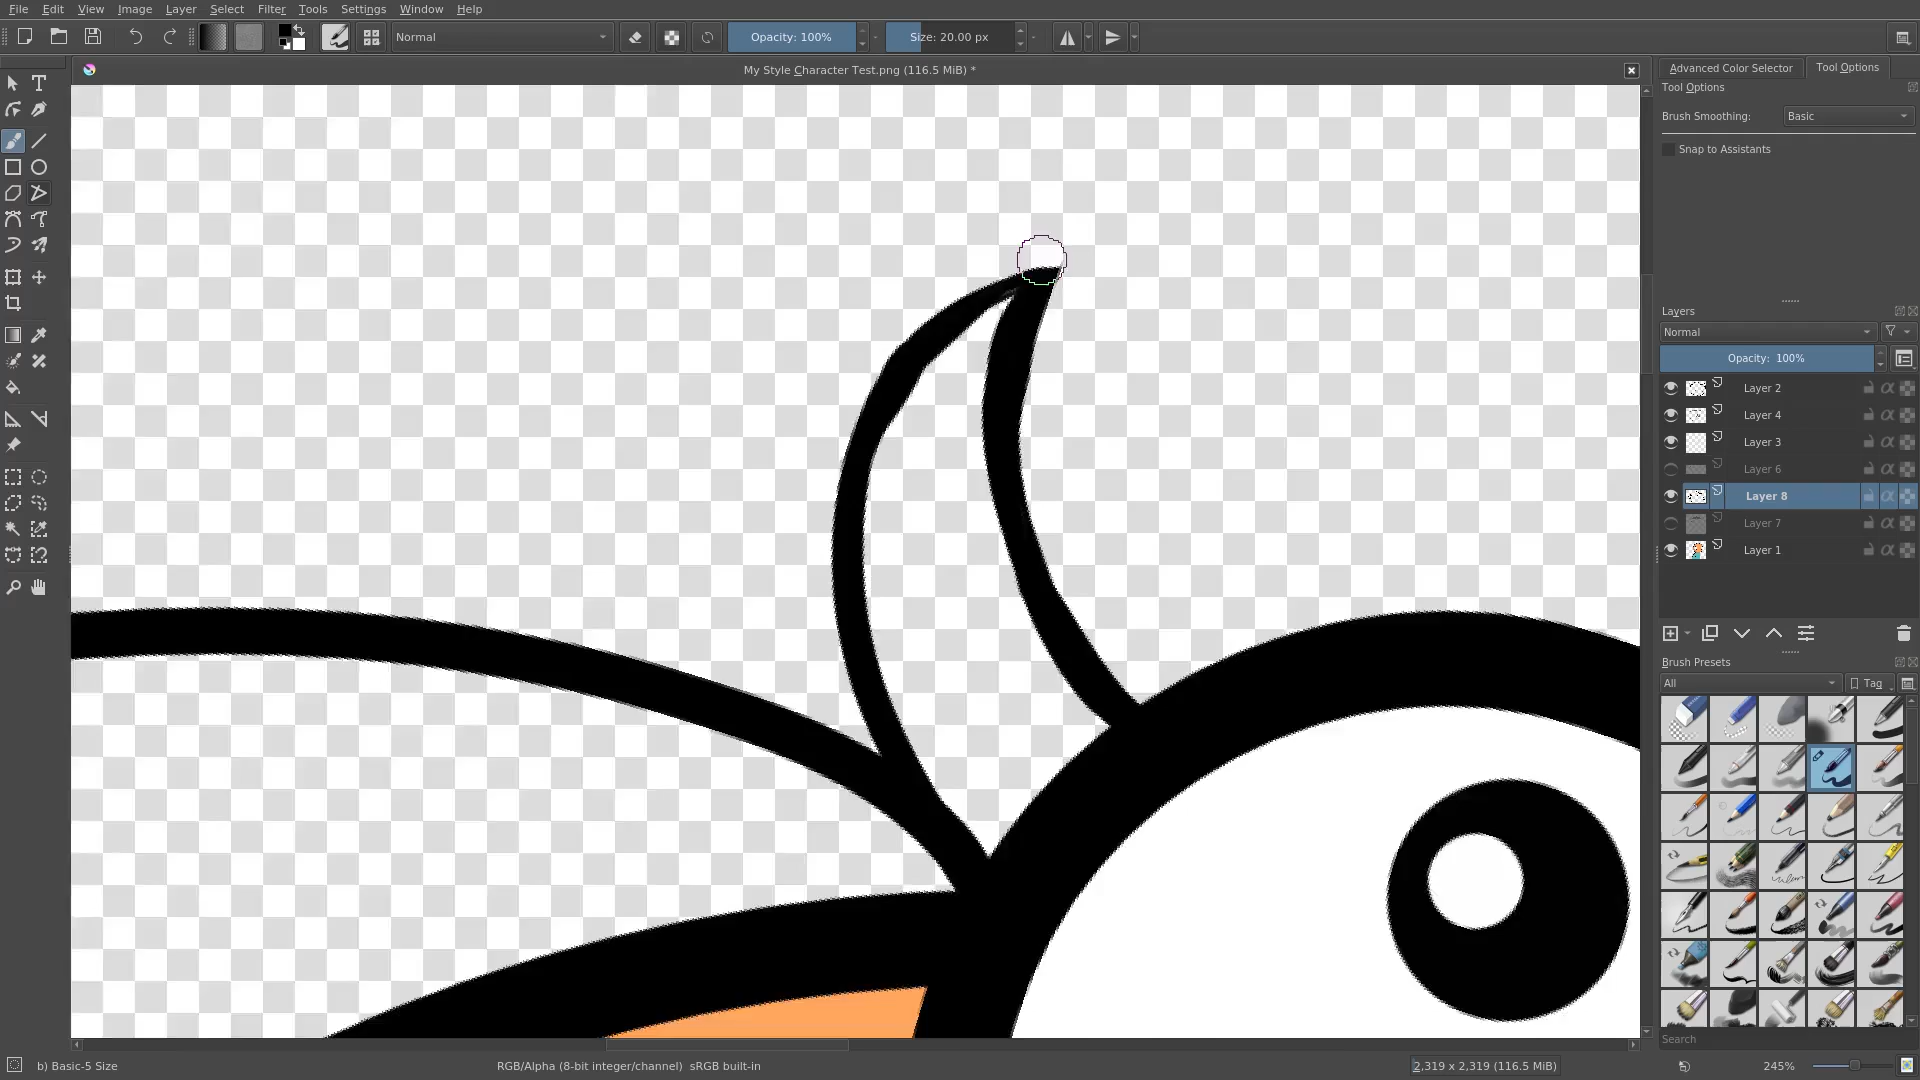 File Edit View Image Layer Select Filter Tools Settings Window Help
Normal Opacity: 100% Size: 20.00 px
My Style Character Test.png (116.5 MiB) *
Advanced Color Selector Tool Options
Tool Options
Brush Smoothing: Basic
Snap to Assistants
Layers
Normal
Opacity: 100%
Layer 2
Layer 4
Layer 3
Layer 6
Layer 8
Layer 7
Layer 1
Brush Presets
All Tag
Search
b) Basic-5 Size RGB/Alpha (8-bit integer/channel) sRGB built-in 2,319 x 2,319 (116.5 MiB) 245%